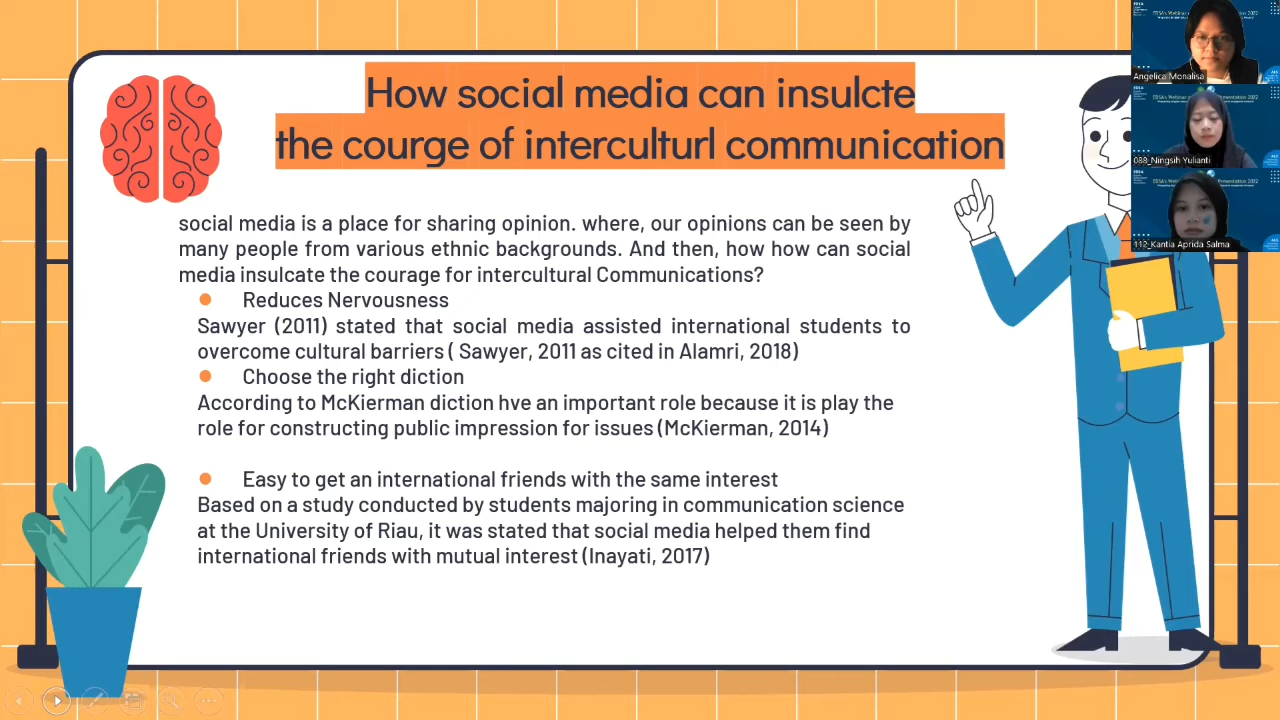 How social media can insulcte
the courge of interculturl communication
social media is a place for sharing opinion. where, our opinions can be seen by
many people from various ethnic backgrounds. And then, how how can social
media insulcate the courage for intercultural Communications?
Reduces Nervousness
Sawyer (2011) stated that social media assisted international students to
overcome cultural barriers ( Sawyer, 2011 as cited in Alamri, 2018)
Choose the right diction
According to McKierman diction hve an important role because it is play the
role for constructing public impression for issues (McKierman, 2014)
Easy to get an international friends with the same interest
Based on a study conducted by students majoring in communication science
at the University of Riau, it was stated that social media helped them find
international friends with mutual interest (Inayati, 2017)
Angelica Monalisa
088_Ningsih Yulianti
112_Kantia Aprida Salma